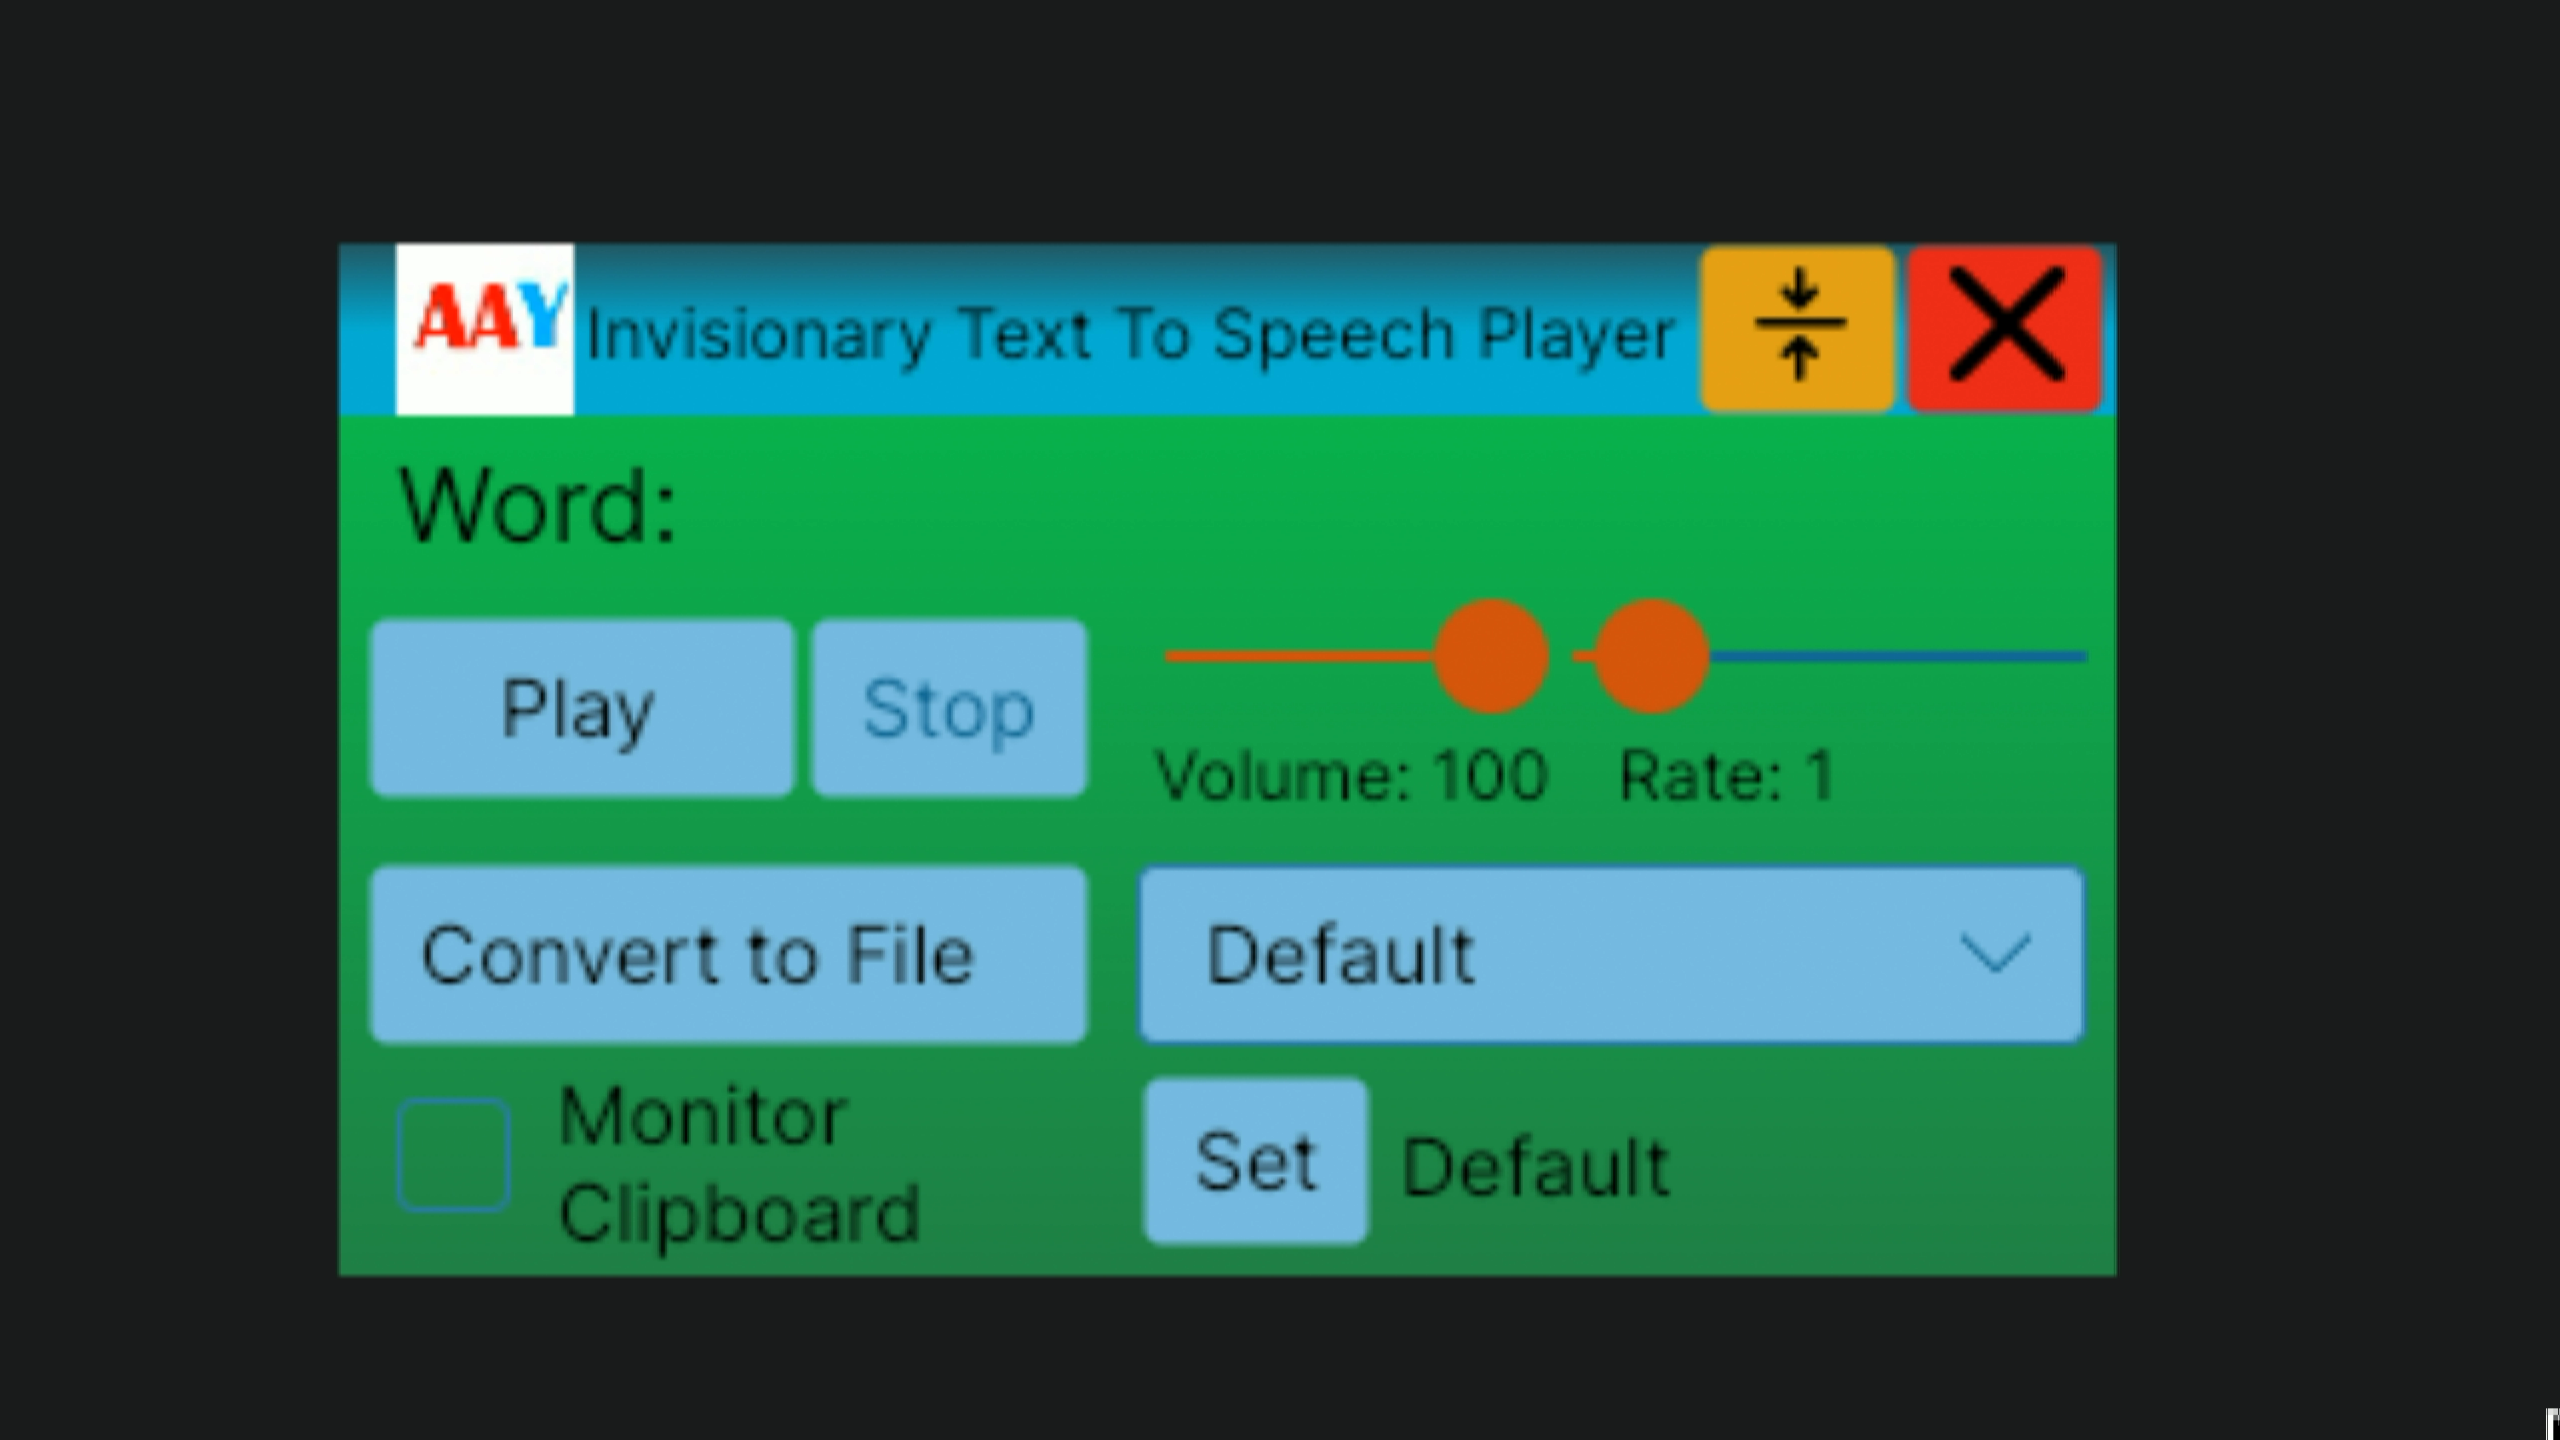 AAY Invisionary Text To Speech Player
Word:
Play Stop
Volume: 100 Rate: 1
Convert to File Default
Monitor
Clipboard
Set Default